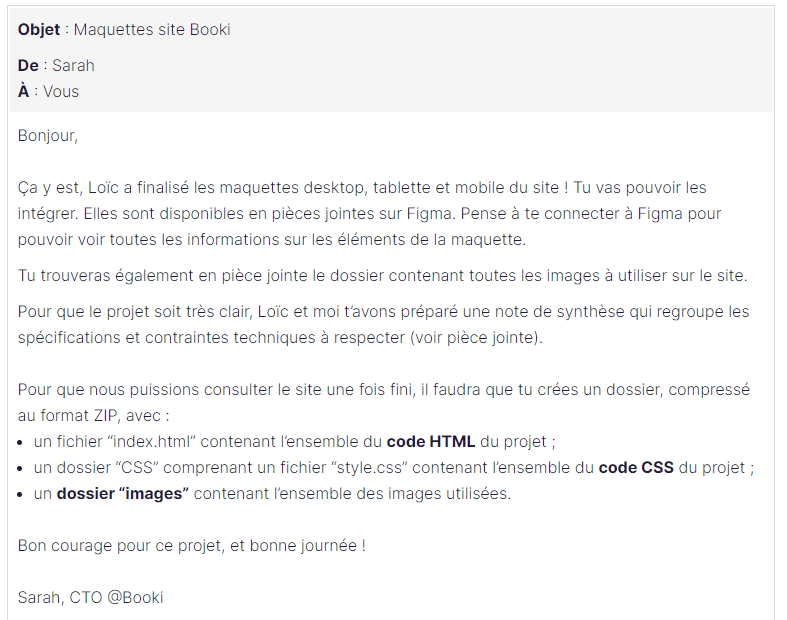 Objet : Maquettes site Booki
De : Sarah
À : Vous
Bonjour,
Ça y est, Loïc a finalisé les maquettes desktop, tablette et mobile du site ! Tu vas pouvoir les
intégrer. Elles sont disponibles en pièces jointes sur Figma. Pense à te connecter à Figma pour
pouvoir voir toutes les informations sur les éléments de la maquette.
Tu trouveras également en pièce jointe le dossier contenant toutes les images à utiliser sur le site.
Pour que le projet soit très clair, Loïc et moi t’avons préparé une note de synthèse qui regroupe les
spécifications et contraintes techniques à respecter (voir pièce jointe).
Pour que nous puissions consulter le site une fois fini, il faudra que tu crées un dossier, compressé
au format ZIP, avec :
• un fichier “index.html” contenant l’ensemble du code HTML du projet ;
• un dossier “CSS” comprenant un fichier “style.css” contenant l’ensemble du code CSS du projet ;
• un dossier “images” contenant l’ensemble des images utilisées.
Bon courage pour ce projet, et bonne journée !
Sarah, CTO @Booki